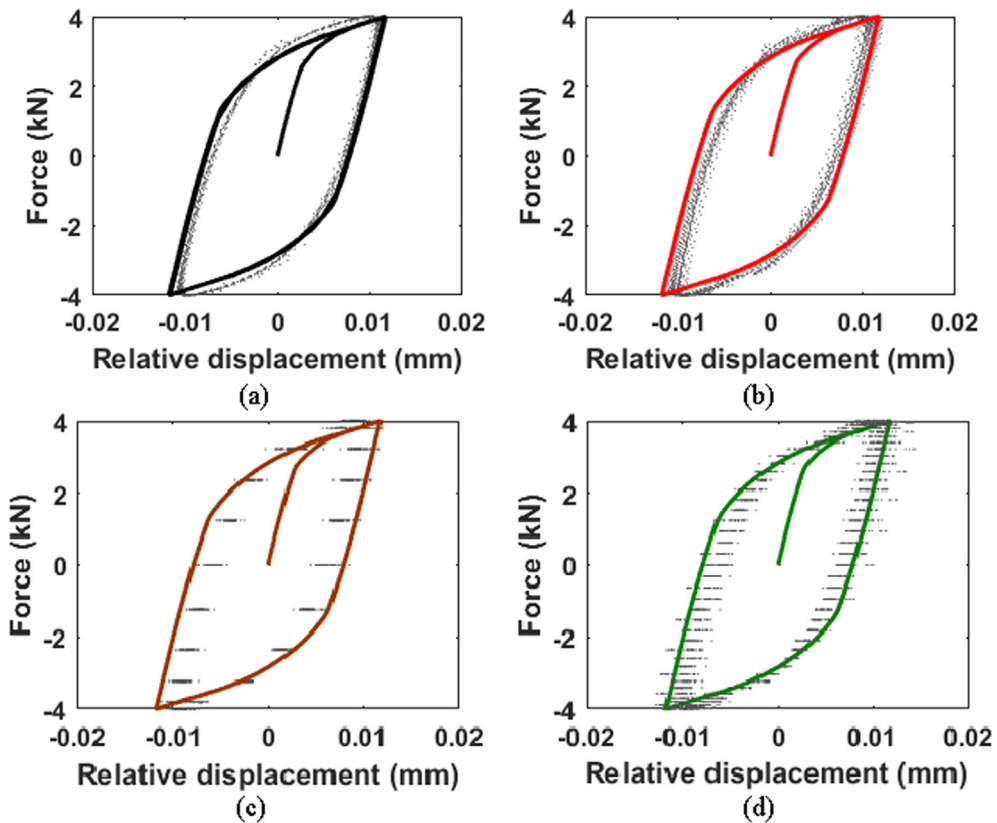 4
2
0
-2
-4
Force (kN)
-0.02 -0.01 0 0.01 0.02
Relative displacement (mm)
(a)
4
2
0
-2
-4
Force (kN)
-0.02 -0.01 0 0.01 0.02
Relative displacement (mm)
(b)
4
2
0
-2
-4
Force (kN)
-0.02 -0.01 0 0.01 0.02
Relative displacement (mm)
(c)
4
2
0
-2
-4
Force (kN)
-0.02 -0.01 0 0.01 0.02
Relative displacement (mm)
(d)